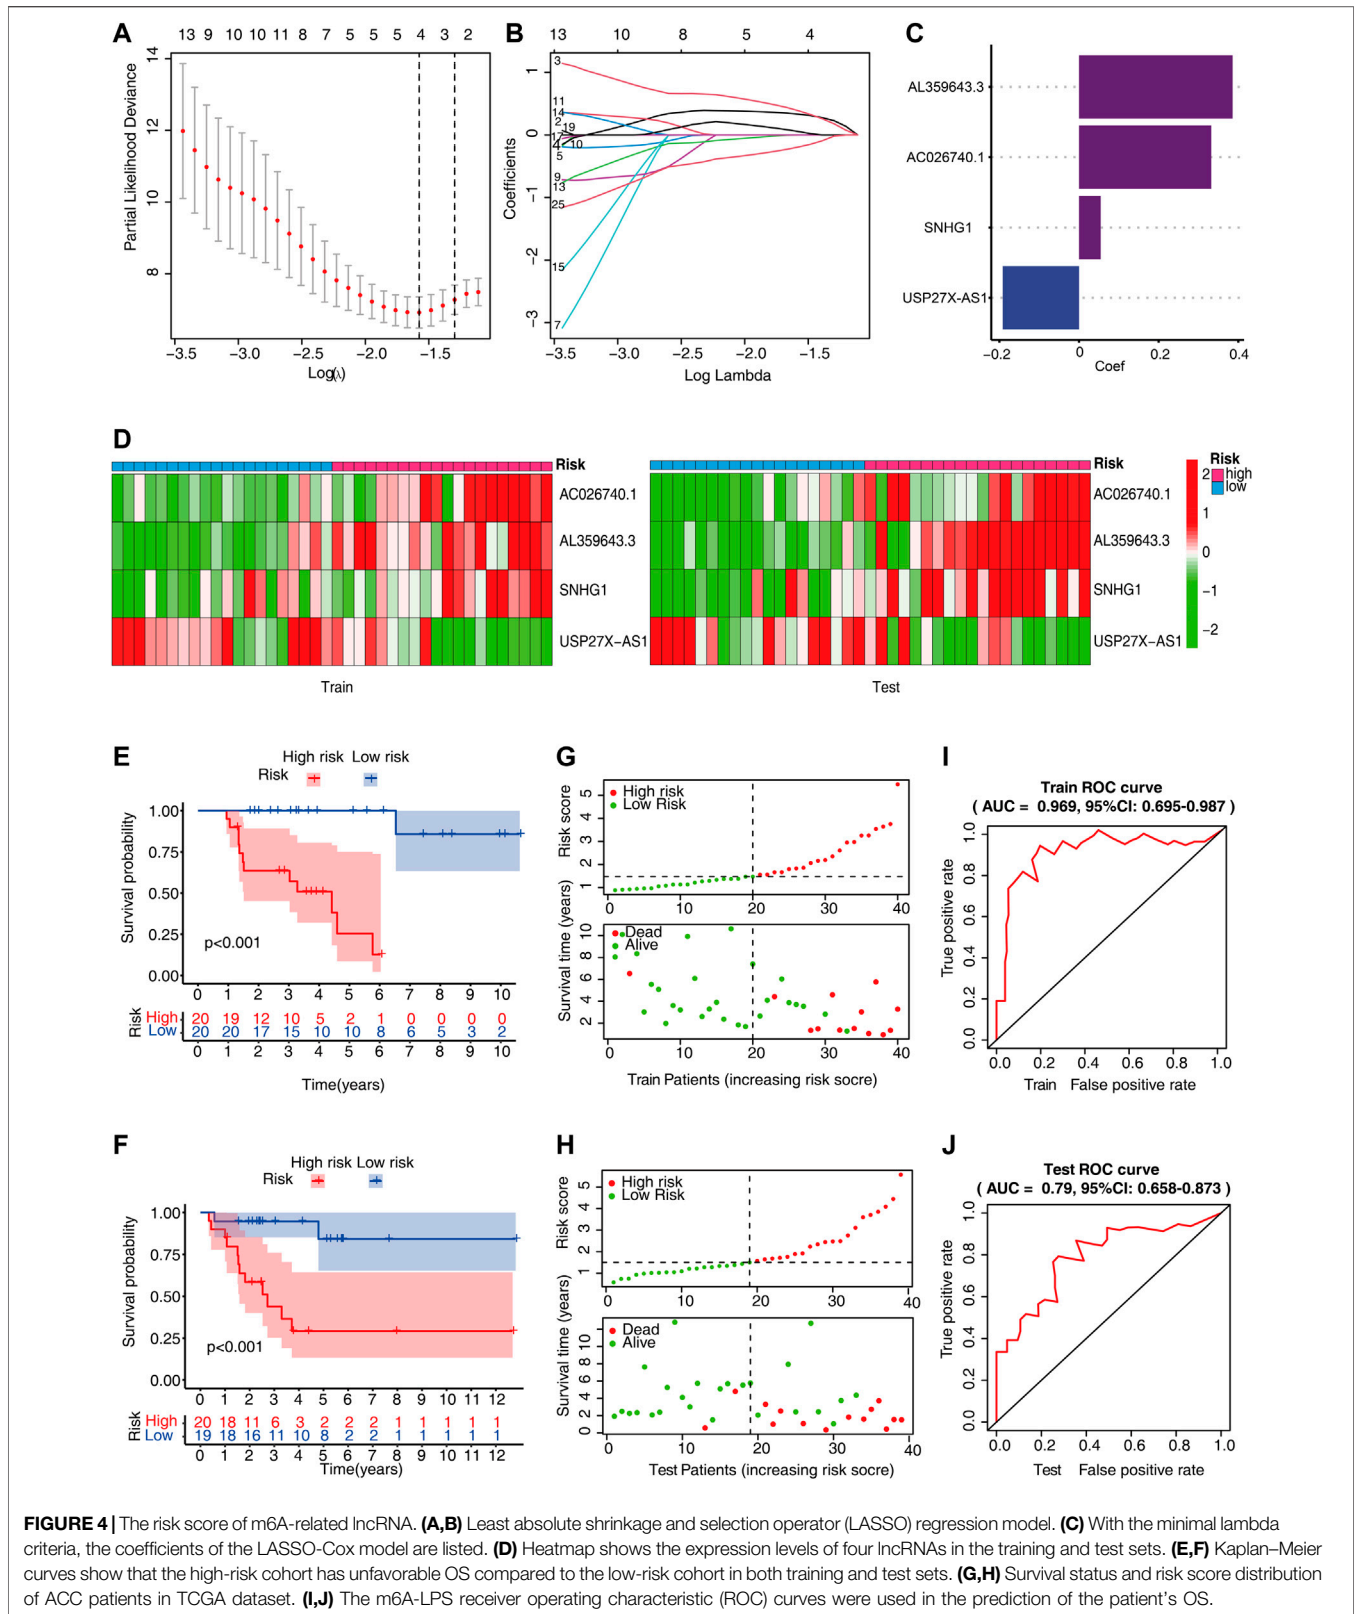 A
13 9 10 10 11 8 7 5 5 5 4 3 2
Partial Likelihood Deviance
14
12
10
8
−3.5 −3.0 −2.5 −2.0 −1.5
Log(λ)
B
13 10 8 5 4
Coefficients
1
0
−1
−2
−3
3
11
14
2
19
17
4
10
5
9
13
25
15
7
−3.5 −3.0 −2.5 −2.0 −1.5
Log Lambda
C
AL359643.3
AC026740.1
SNHG1
USP27X-AS1
−0.2 0 0.2 0.4
Coef
D
Risk
AC026740.1
AL359643.3
SNHG1
USP27X−AS1
Train
Risk
AC026740.1
AL359643.3
SNHG1
USP27X−AS1
Test
2
1
0
−1
−2
Risk
high
low
E
High risk Low risk
Risk
Survival probability
1.00
0.75
0.50
0.25
0.00
p<0.001
0 1 2 3 4 5 6 7 8 9 10
Risk
High 20 19 12 10 5 2 1 0 0 0 0
Low 20 20 17 15 10 10 8 6 5 3 2
0 1 2 3 4 5 6 7 8 9 10
Time(years)
G
High risk
Low Risk
Risk score
5
4
3
2
1
0 10 20 30 40
Dead
Alive
Survival time (years)
10
8
6
4
2
0 10 20 30 40
Train Patients (increasing risk socre)
I
Train ROC curve
( AUC = 0.969, 95%CI: 0.695-0.987 )
True positive rate
1.0
0.8
0.6
0.4
0.2
0.0
0.0 0.2 0.4 0.6 0.8 1.0
Train False positive rate
F
High risk Low risk
Risk
Survival probability
1.00
0.75
0.50
0.25
0.00
p<0.001
0 1 2 3 4 5 6 7 8 9 10 11 12
Risk
High 20 18 11 6 3 2 2 2 1 1 1 1 1
Low 19 18 16 11 10 8 2 2 1 1 1 1 1
0 1 2 3 4 5 6 7 8 9 10 11 12
Time(years)
H
High risk
Low Risk
Risk score
5
4
3
2
1
0 10 20 30 40
Dead
Alive
Survival time (years)
10
8
6
4
2
0
0 10 20 30 40
Test Patients (increasing risk socre)
J
Test ROC curve
( AUC = 0.79, 95%CI: 0.658-0.873 )
True positive rate
1.0
0.8
0.6
0.4
0.2
0.0
0.0 0.2 0.4 0.6 0.8 1.0
Test False positive rate
FIGURE 4 | The risk score of m6A-related lncRNA. (A,B) Least absolute shrinkage and selection operator (LASSO) regression model. (C) With the minimal lambda
criteria, the coefficients of the LASSO-Cox model are listed. (D) Heatmap shows the expression levels of four lncRNAs in the training and test sets. (E,F) Kaplan–Meier
curves show that the high-risk cohort has unfavorable OS compared to the low-risk cohort in both training and test sets. (G,H) Survival status and risk score distribution
of ACC patients in TCGA dataset. (I,J) The m6A-LPS receiver operating characteristic (ROC) curves were used in the prediction of the patient's OS.